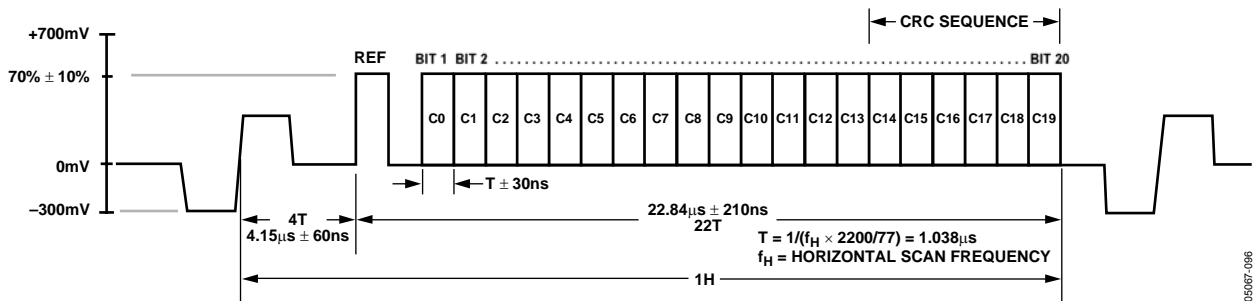 CRC SEQUENCE
+700mV
REF
BIT 1 BIT 2 BIT 20
70% ± 10%
C0 C1 C2 C3 C4 C5 C6 C7 C8 C9 C10 C11 C12 C13 C14 C15 C16 C17 C18 C19
0mV
T ± 30ns
–300mV
4T
4.15µs ± 60ns
22.84µs ± 210ns
22T
T = 1/(fH × 2200/77) = 1.038µs
fH = HORIZONTAL SCAN FREQUENCY
1H
05067-096